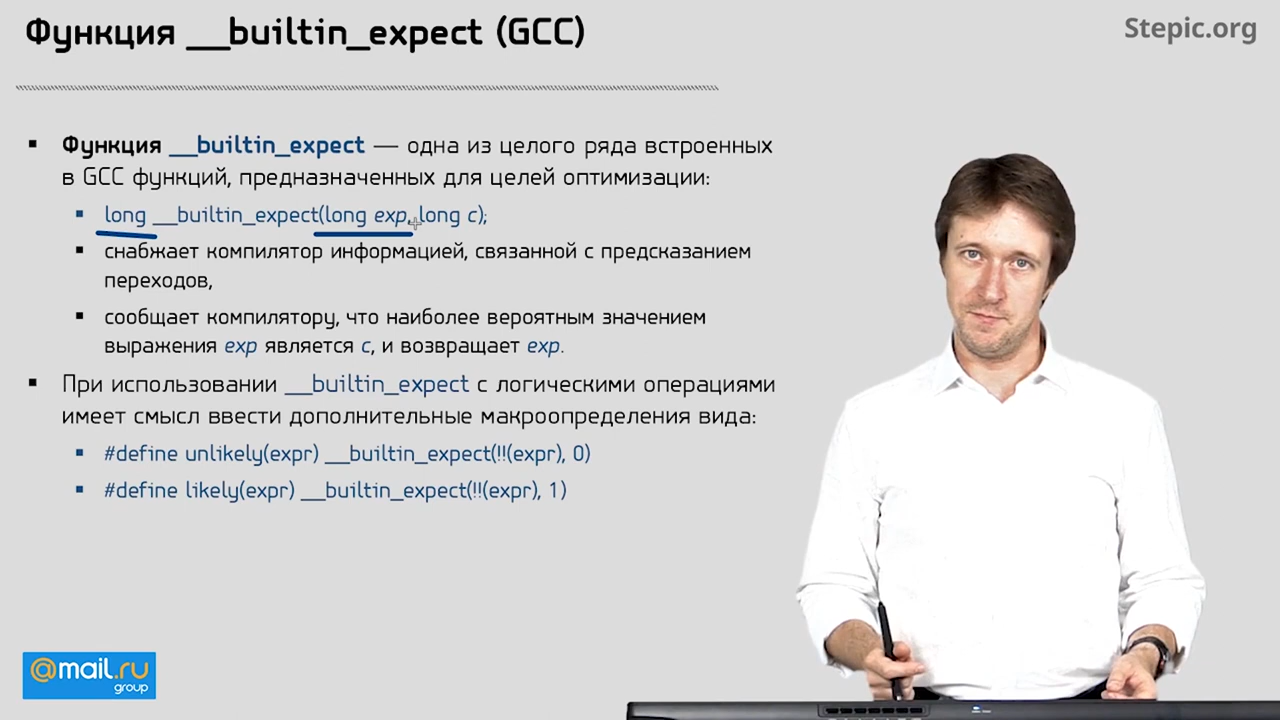 Функция __builtin_expect (GCC)
Stepic.org
Функция __builtin_expect — одна из целого ряда встроенных
в GCC функций, предназначенных для целей оптимизации:
long __builtin_expect(long exp, long c);
снабжает компилятор информацией, связанной с предсказанием
переходов,
сообщает компилятору, что наиболее вероятным значением
выражения exp является c, и возвращает exp.
При использовании __builtin_expect с логическими операциями
имеет смысл ввести дополнительные макроопределения вида:
#define unlikely(expr) __builtin_expect(!!(expr), 0)
#define likely(expr) __builtin_expect(!!(expr), 1)
@mail.ru
group